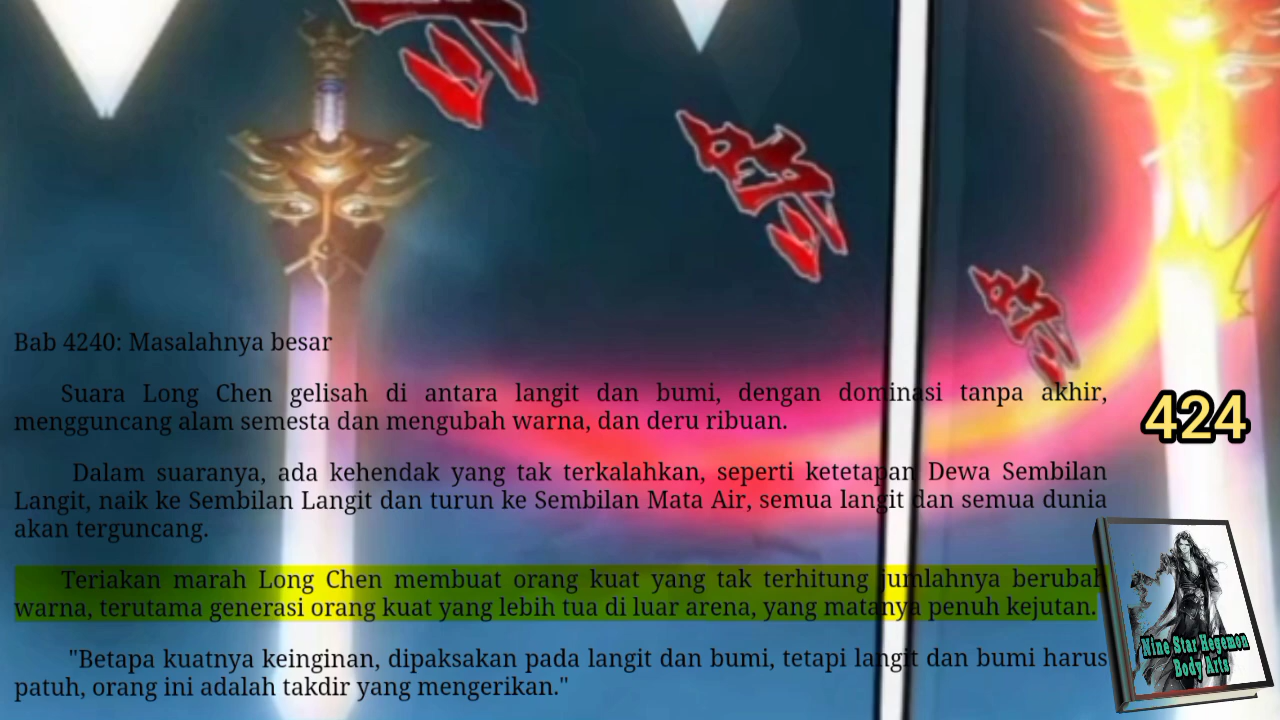 Bab 4240: Masalahnya besar
Suara Long Chen gelisah di antara langit dan bumi, dengan dominasi tanpa akhir,
mengguncang alam semesta dan mengubah warna, dan deru ribuan.
Dalam suaranya, ada kehendak yang tak terkalahkan, seperti ketetapan Dewa Sembilan
Langit, naik ke Sembilan Langit dan turun ke Sembilan Mata Air, semua langit dan semua dunia
akan terguncang.
Teriakan marah Long Chen membuat orang kuat yang tak terhitung jumlahnya berubah
warna, terutama generasi orang kuat yang lebih tua di luar arena, yang matanya penuh kejutan.
"Betapa kuatnya keinginan, dipaksakan pada langit dan bumi, tetapi langit dan bumi harus
patuh, orang ini adalah takdir yang mengerikan."
424
Nine Star Hegemon
Body Arts